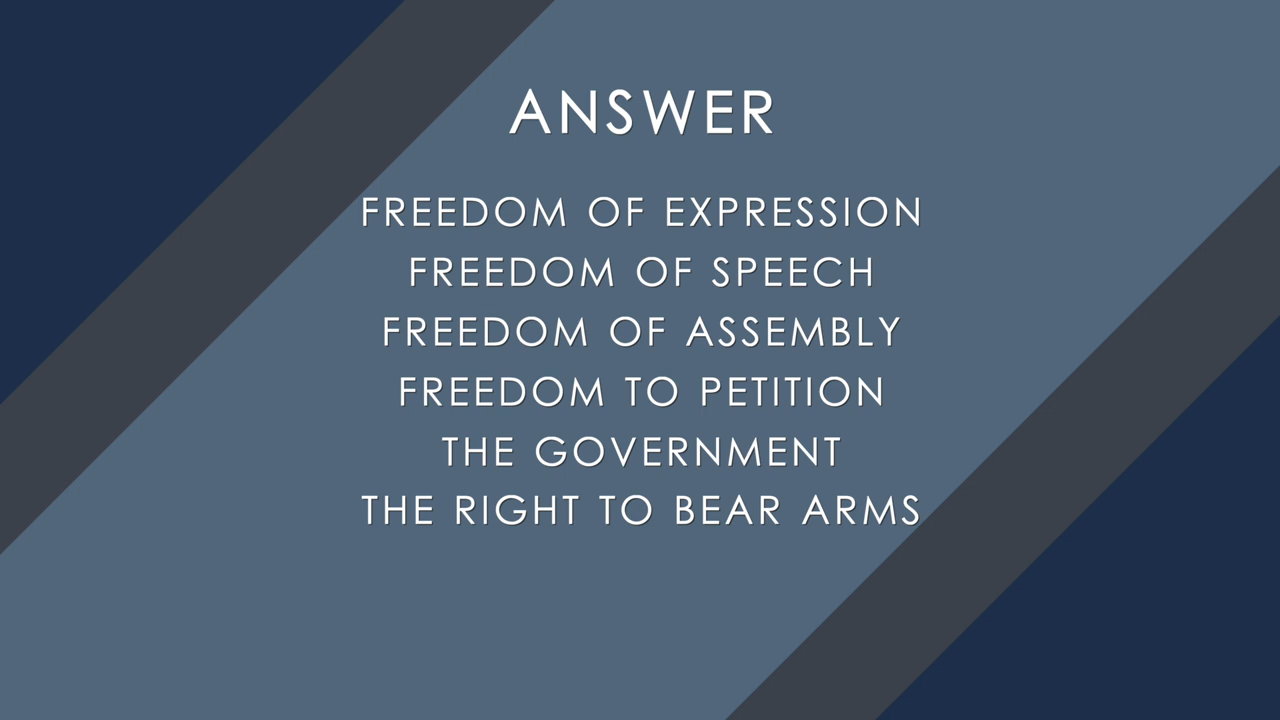 ANSWER
FREEDOM OF EXPRESSION
FREEDOM OF SPEECH
FREEDOM OF ASSEMBLY
FREEDOM TO PETITION
THE GOVERNMENT
THE RIGHT TO BEAR ARMS